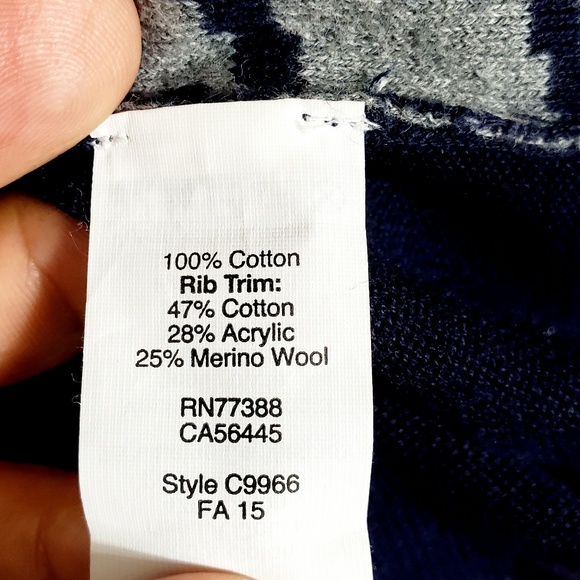 100% Cotton
Rib Trim:
47% Cotton
28% Acrylic
25% Merino Wool
RN77388
CA56445
Style C9966
FA 15